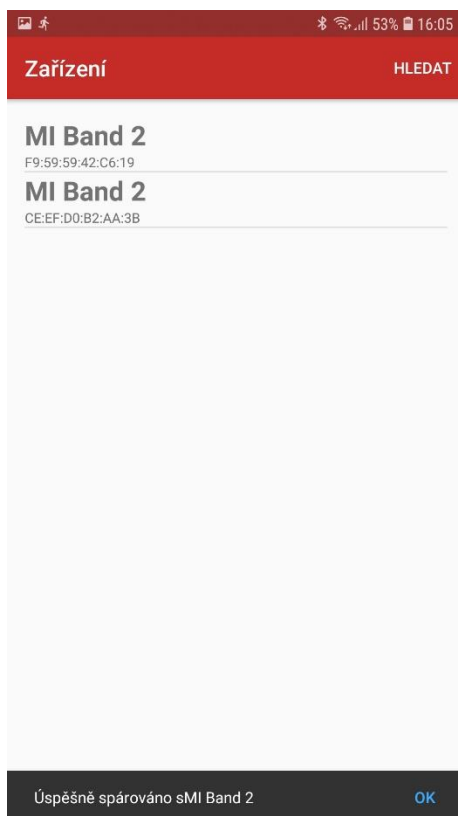 53% 16:05
Zařízení HLEDAT
MI Band 2
F9:59:59:42:C6:19
MI Band 2
CE:EF:D0:B2:AA:3B
Úspěšně spárováno sMI Band 2 OK